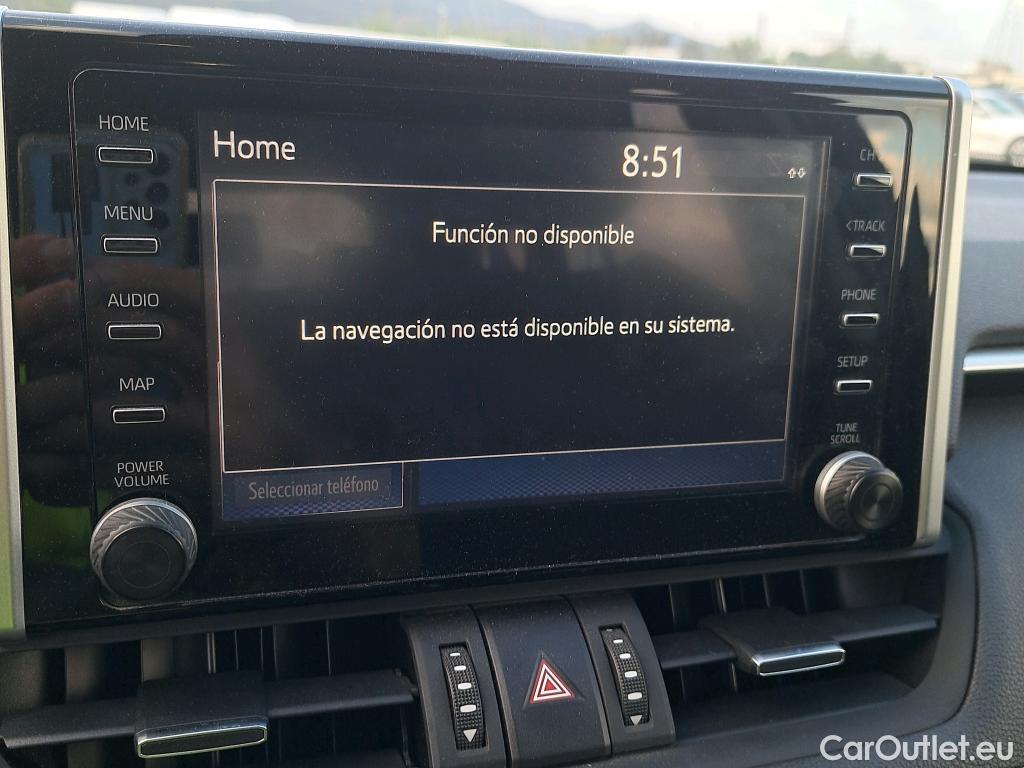 HOME
MENU
AUDIO
MAP
POWER
VOLUME
Home
8:51
Función no disponible
La navegación no está disponible en su sistema.
Seleccionar teléfono
CH
<TRACK
PHONE
SETUP
TUNE
SCROLL
CarOutlet.eu